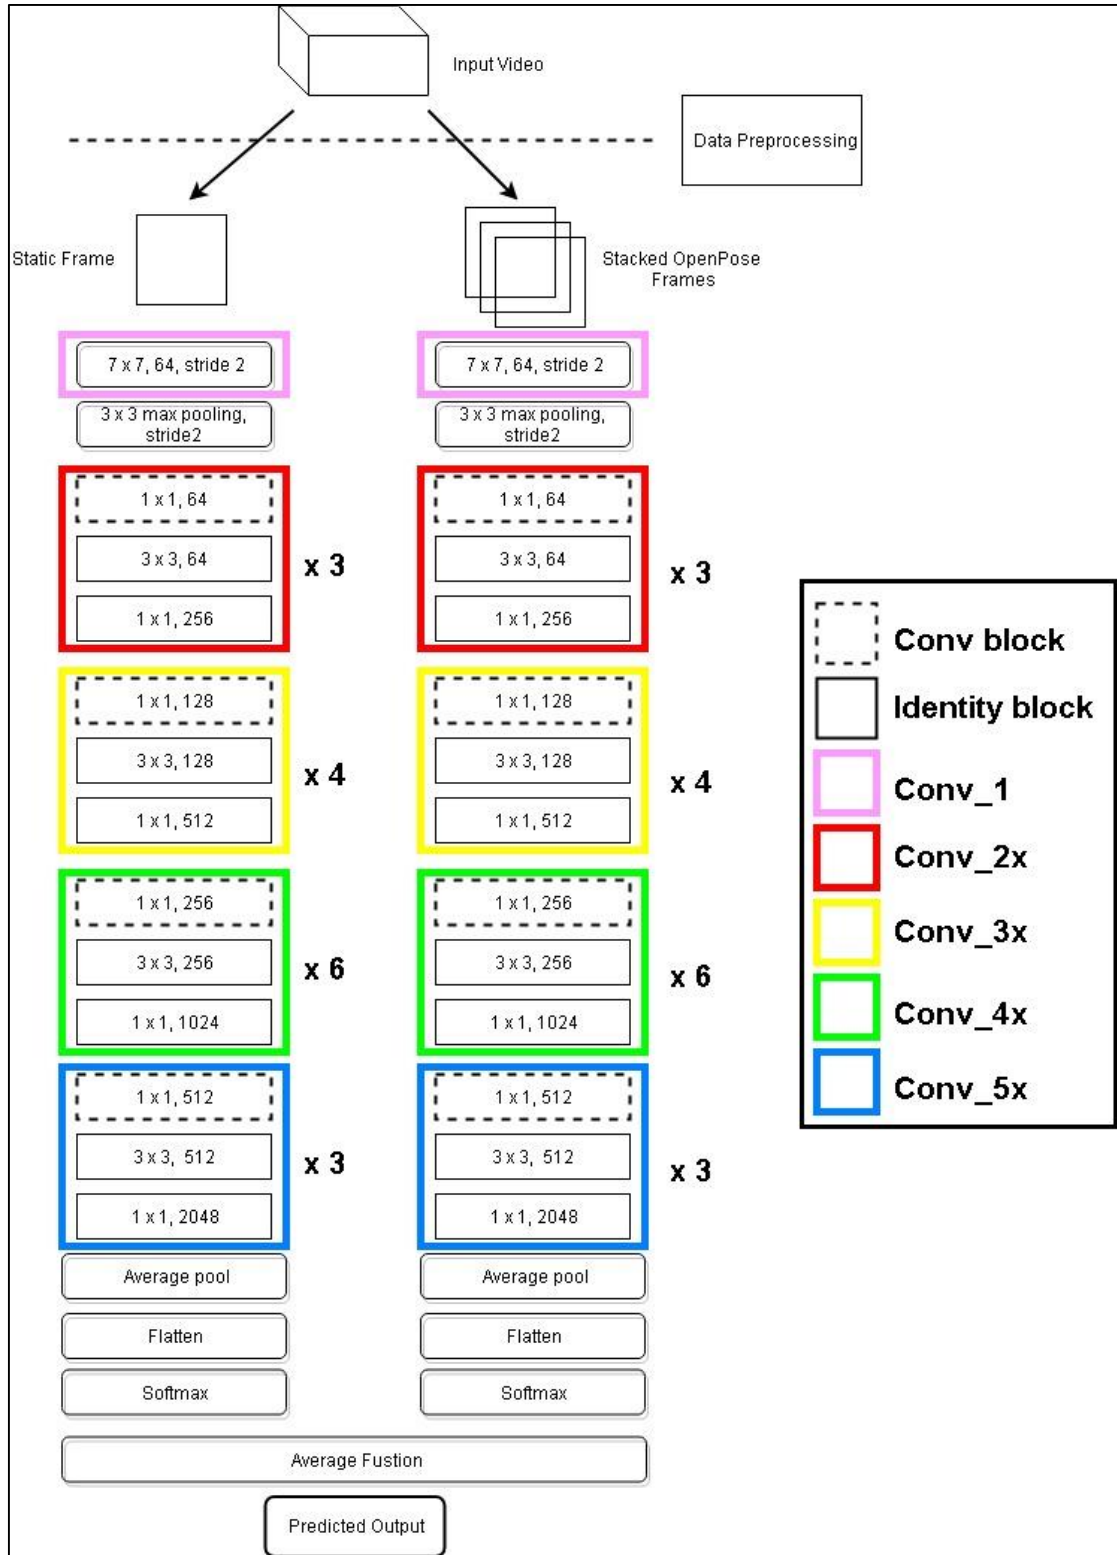 Input Video
Data Preprocessing
Static Frame
Stacked OpenPose
Frames
7 x 7, 64, stride 2
3 x 3 max pooling,
stride2
1 x 1, 64
3 x 3, 64
1 x 1, 256
x 3
1 x 1, 128
3 x 3, 128
1 x 1, 512
x 4
1 x 1, 256
3 x 3, 256
1 x 1, 1024
x 6
1 x 1, 512
3 x 3, 512
1 x 1, 2048
x 3
Average pool
Flatten
Softmax
7 x 7, 64, stride 2
3 x 3 max pooling,
stride2
1 x 1, 64
3 x 3, 64
1 x 1, 256
x 3
1 x 1, 128
3 x 3, 128
1 x 1, 512
x 4
1 x 1, 256
3 x 3, 256
1 x 1, 1024
x 6
1 x 1, 512
3 x 3, 512
1 x 1, 2048
x 3
Average pool
Flatten
Softmax
Average Fustion
Predicted Output
Conv block
Identity block
Conv_1
Conv_2x
Conv_3x
Conv_4x
Conv_5x